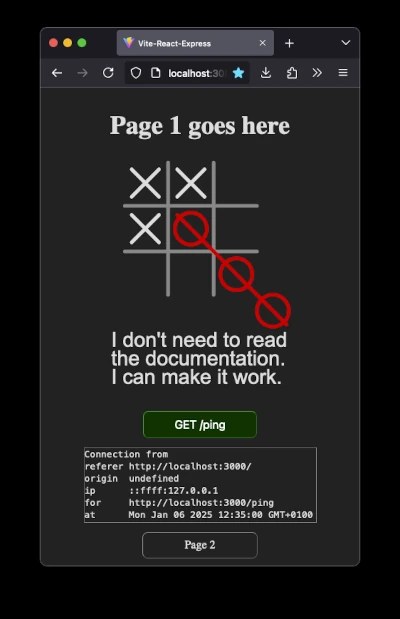 Vite-React-Express
localhost:30
Page 1 goes here
I don't need to read
the documentation.
I can make it work.
GET /ping
Connection from
referer http://localhost:3000/
origin undefined
ip ::ffff:127.0.0.1
for http://localhost:3000/ping
at Mon Jan 06 2025 12:35:00 GMT+0100
Page 2